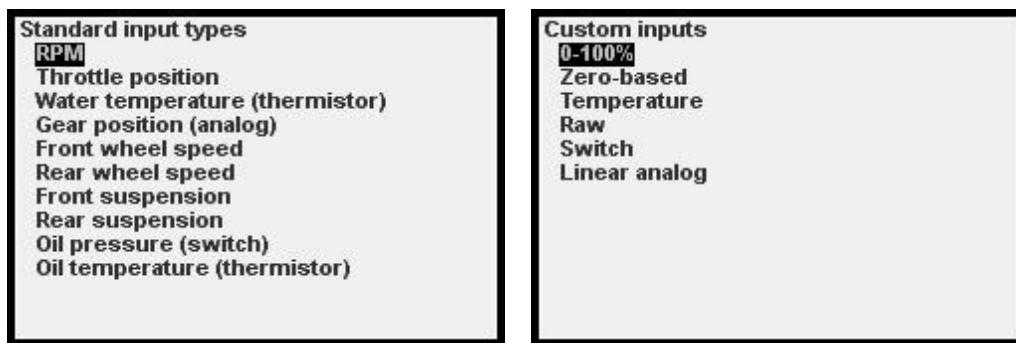 Standard input types
RPM
Throttle position
Water temperature (thermistor)
Gear position (analog)
Front wheel speed
Rear wheel speed
Front suspension
Rear suspension
Oil pressure (switch)
Oil temperature (thermistor)
Custom inputs
0-100%
Zero-based
Temperature
Raw
Switch
Linear analog